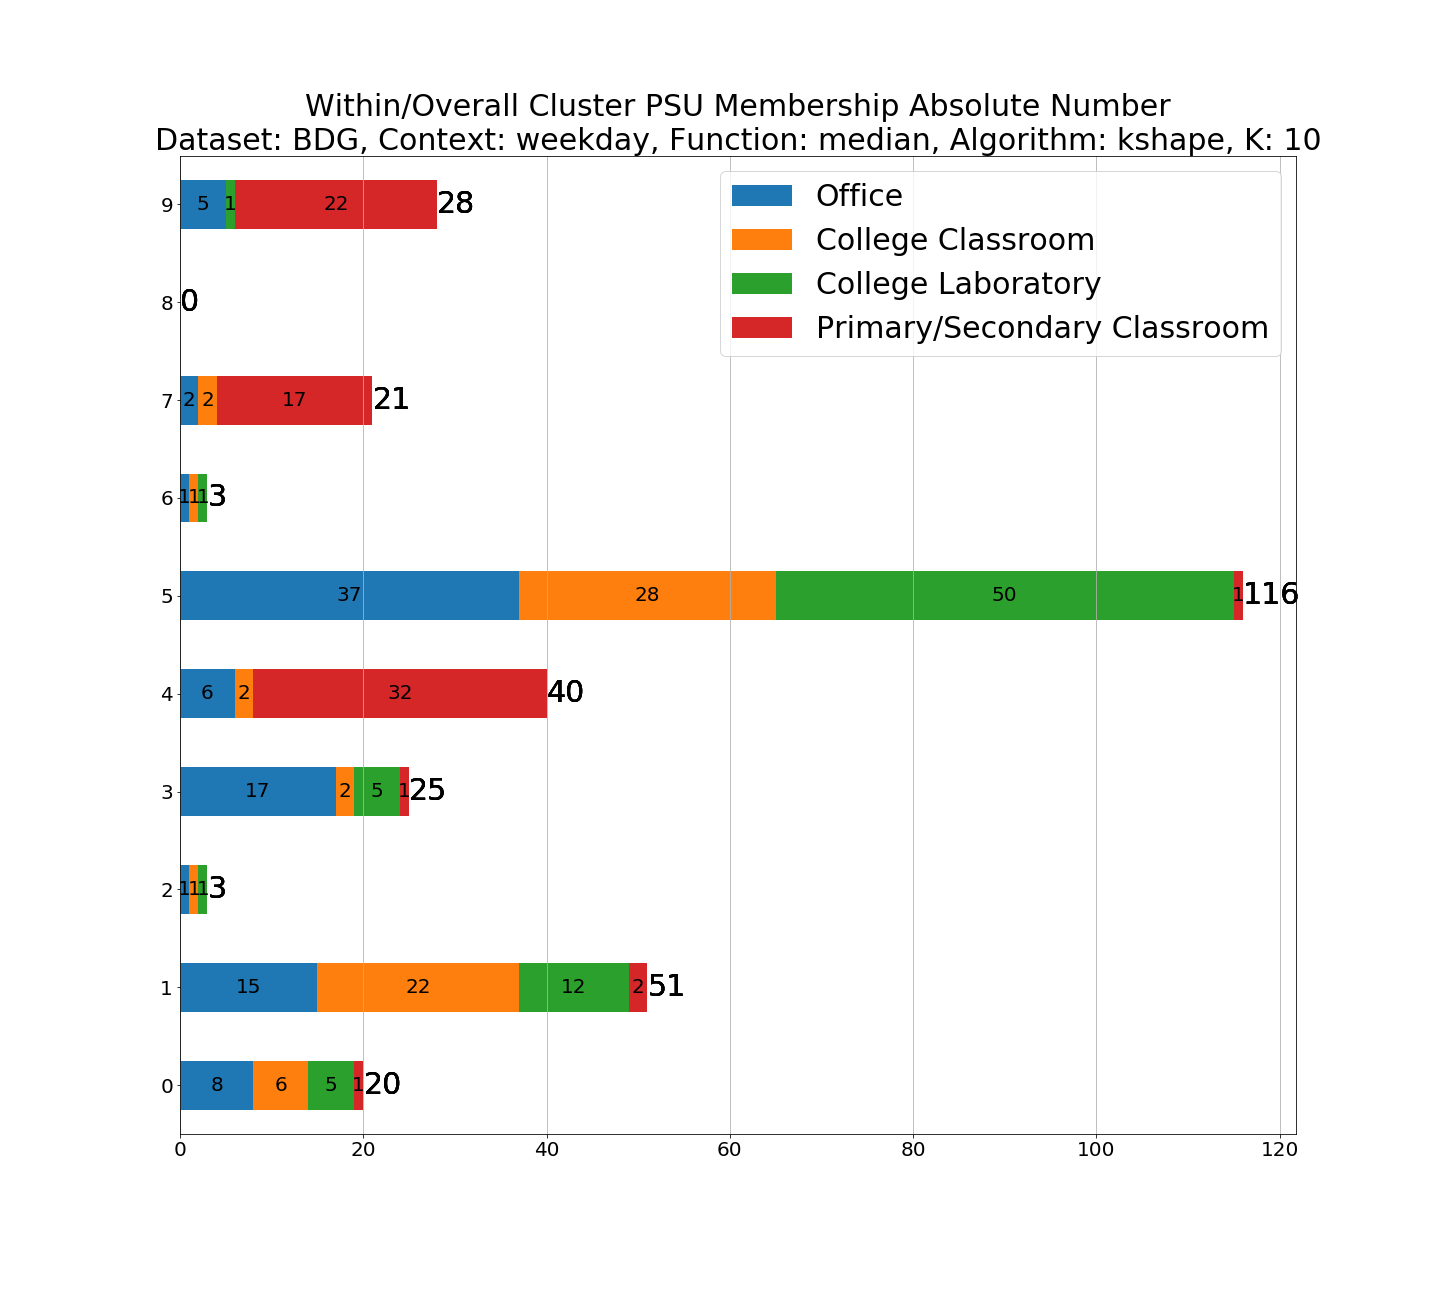 Within/Overall Cluster PSU Membership Absolute Number
Dataset: BDG, Context: weekday, Function: median, Algorithm: kshape, K: 10
Office
College Classroom
College Laboratory
Primary/Secondary Classroom
9 5 1 22 28
8 0
7 2 2 17 21
6 1 1 1 3
5 37 28 50 1 116
4 6 2 32 40
3 17 2 5 1 25
2 1 1 1 3
1 15 22 12 2 51
0 8 6 5 1 20
0 20 40 60 80 100 120